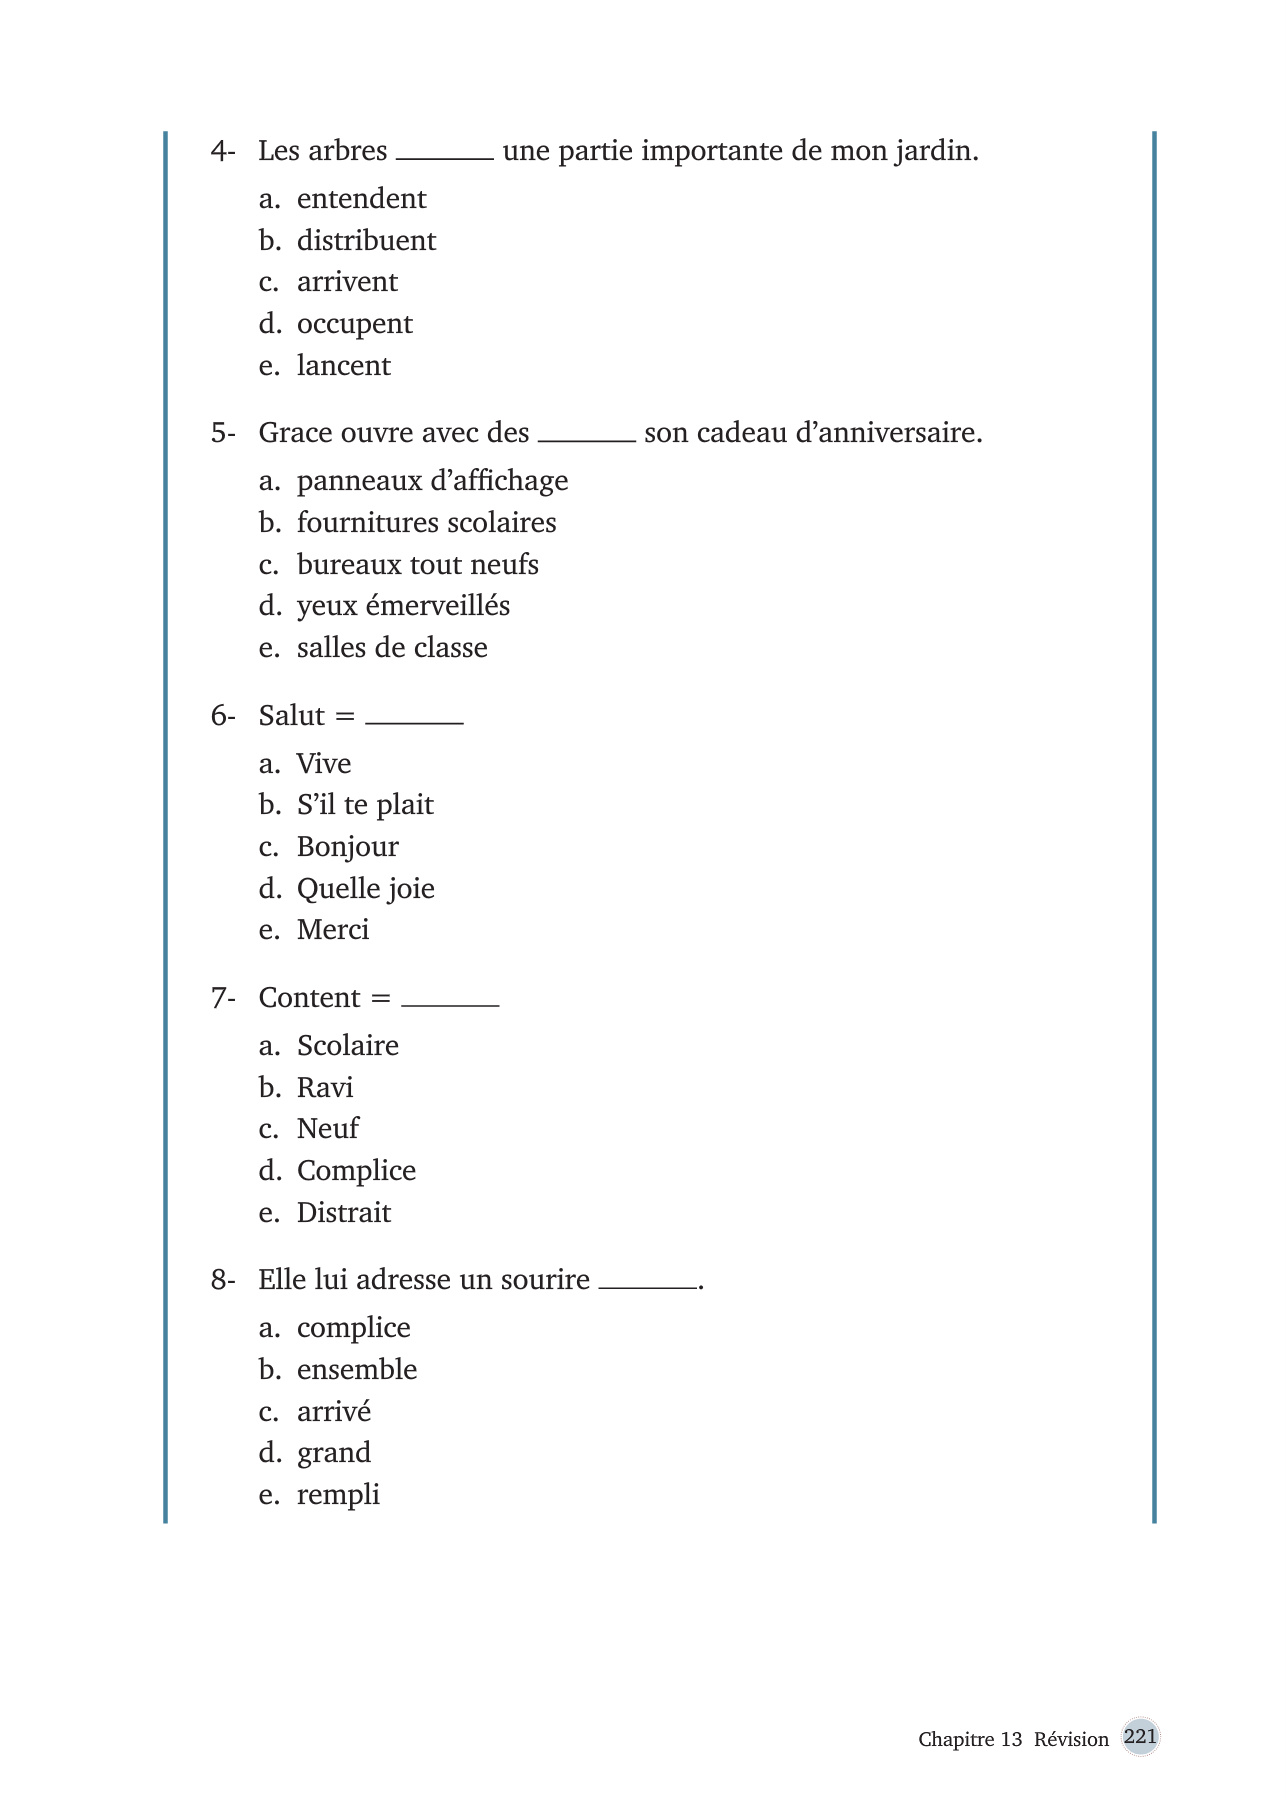 4- Les arbres _______ une partie importante de mon jardin.
a. entendent
b. distribuent
c. arrivent
d. occupent
e. lancent
5- Grace ouvre avec des _______ son cadeau d’anniversaire.
a. panneaux d’affichage
b. fournitures scolaires
c. bureaux tout neufs
d. yeux émerveillés
e. salles de classe
6- Salut = _______
a. Vive
b. S’il te plait
c. Bonjour
d. Quelle joie
e. Merci
7- Content = _______
a. Scolaire
b. Ravi
c. Neuf
d. Complice
e. Distrait
8- Elle lui adresse un sourire _______.
a. complice
b. ensemble
c. arrivé
d. grand
e. rempli
Chapitre 13 Révision 221